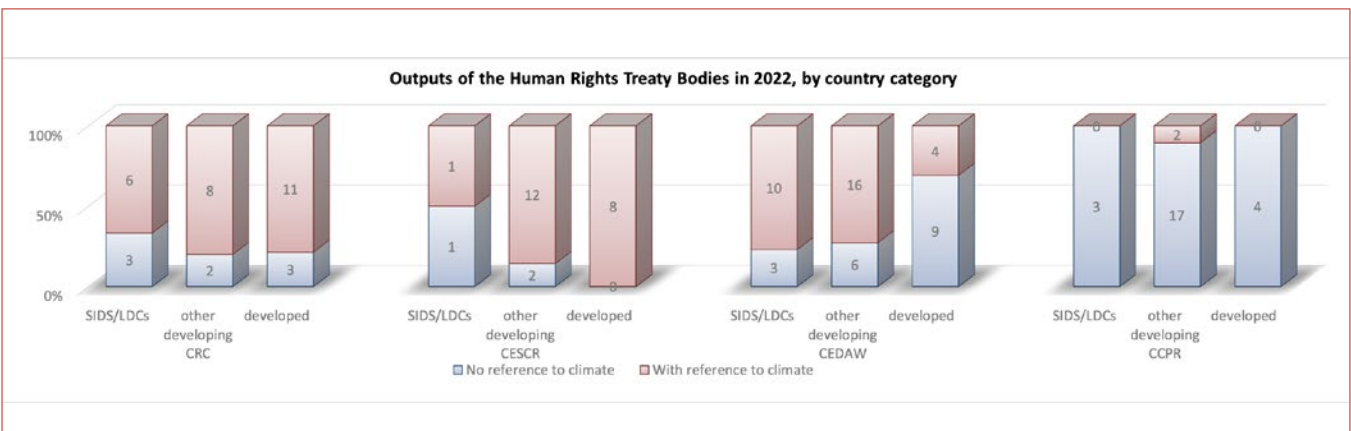 Outputs of the Human Rights Treaty Bodies in 2022, by country category
100%
50%
0%
6
8
11
3
2
3
1
12
8
1
2
0
10
16
4
3
6
9
0
2
0
3
17
4
SIDS/LDCs other developing developed
CRC
SIDS/LDCs other developing developed
CESCR
SIDS/LDCs other developing developed
CEDAW
SIDS/LDCs other developing developed
CCPR
No reference to climate With reference to climate